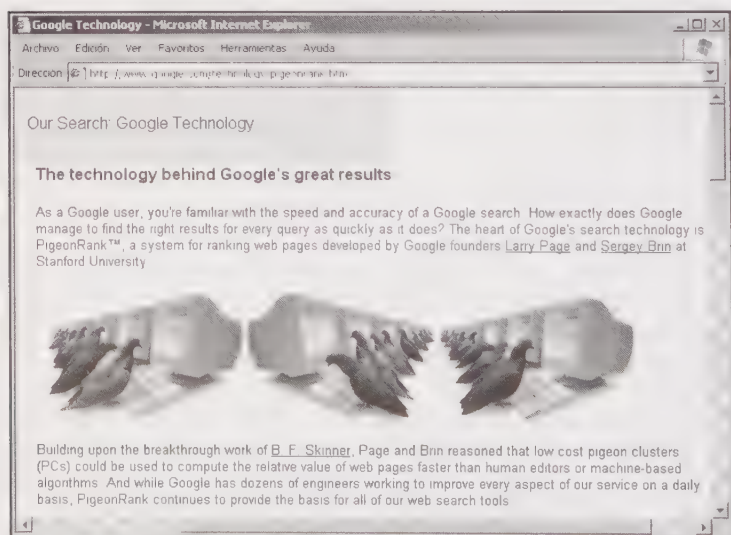 Google Technology - Microsoft Internet Explorer
Archivo Edición Ver Favoritos Herramientas Ayuda
Dirección
Our Search: Google Technology
The technology behind Google's great results
As a Google user, you're familiar with the speed and accuracy of a Google search. How exactly does Google
manage to find the right results for every query as quickly as it does? The heart of Google's search technology is
PigeonRank™, a system for ranking web pages developed by Google founders Larry Page and Sergey Brin at
Stanford University
Building upon the breakthrough work of B. F. Skinner, Page and Brin reasoned that low cost pigeon clusters
(PCs) could be used to compute the relative value of web pages faster than human editors or machine-based
algorithms. And while Google has dozens of engineers working to improve every aspect of our service on a daily
basis, PigeonRank continues to provide the basis for all of our web search tools